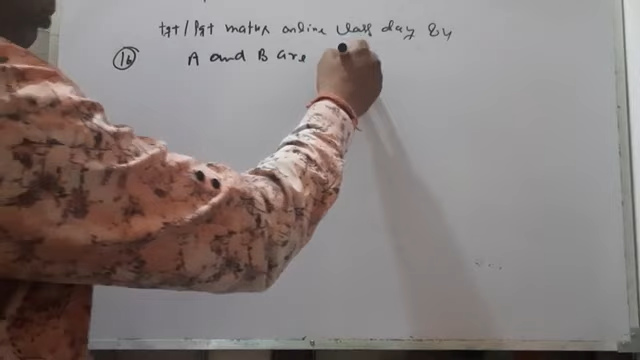 tgt/Pgt maths online class day 84
(16) A and B are